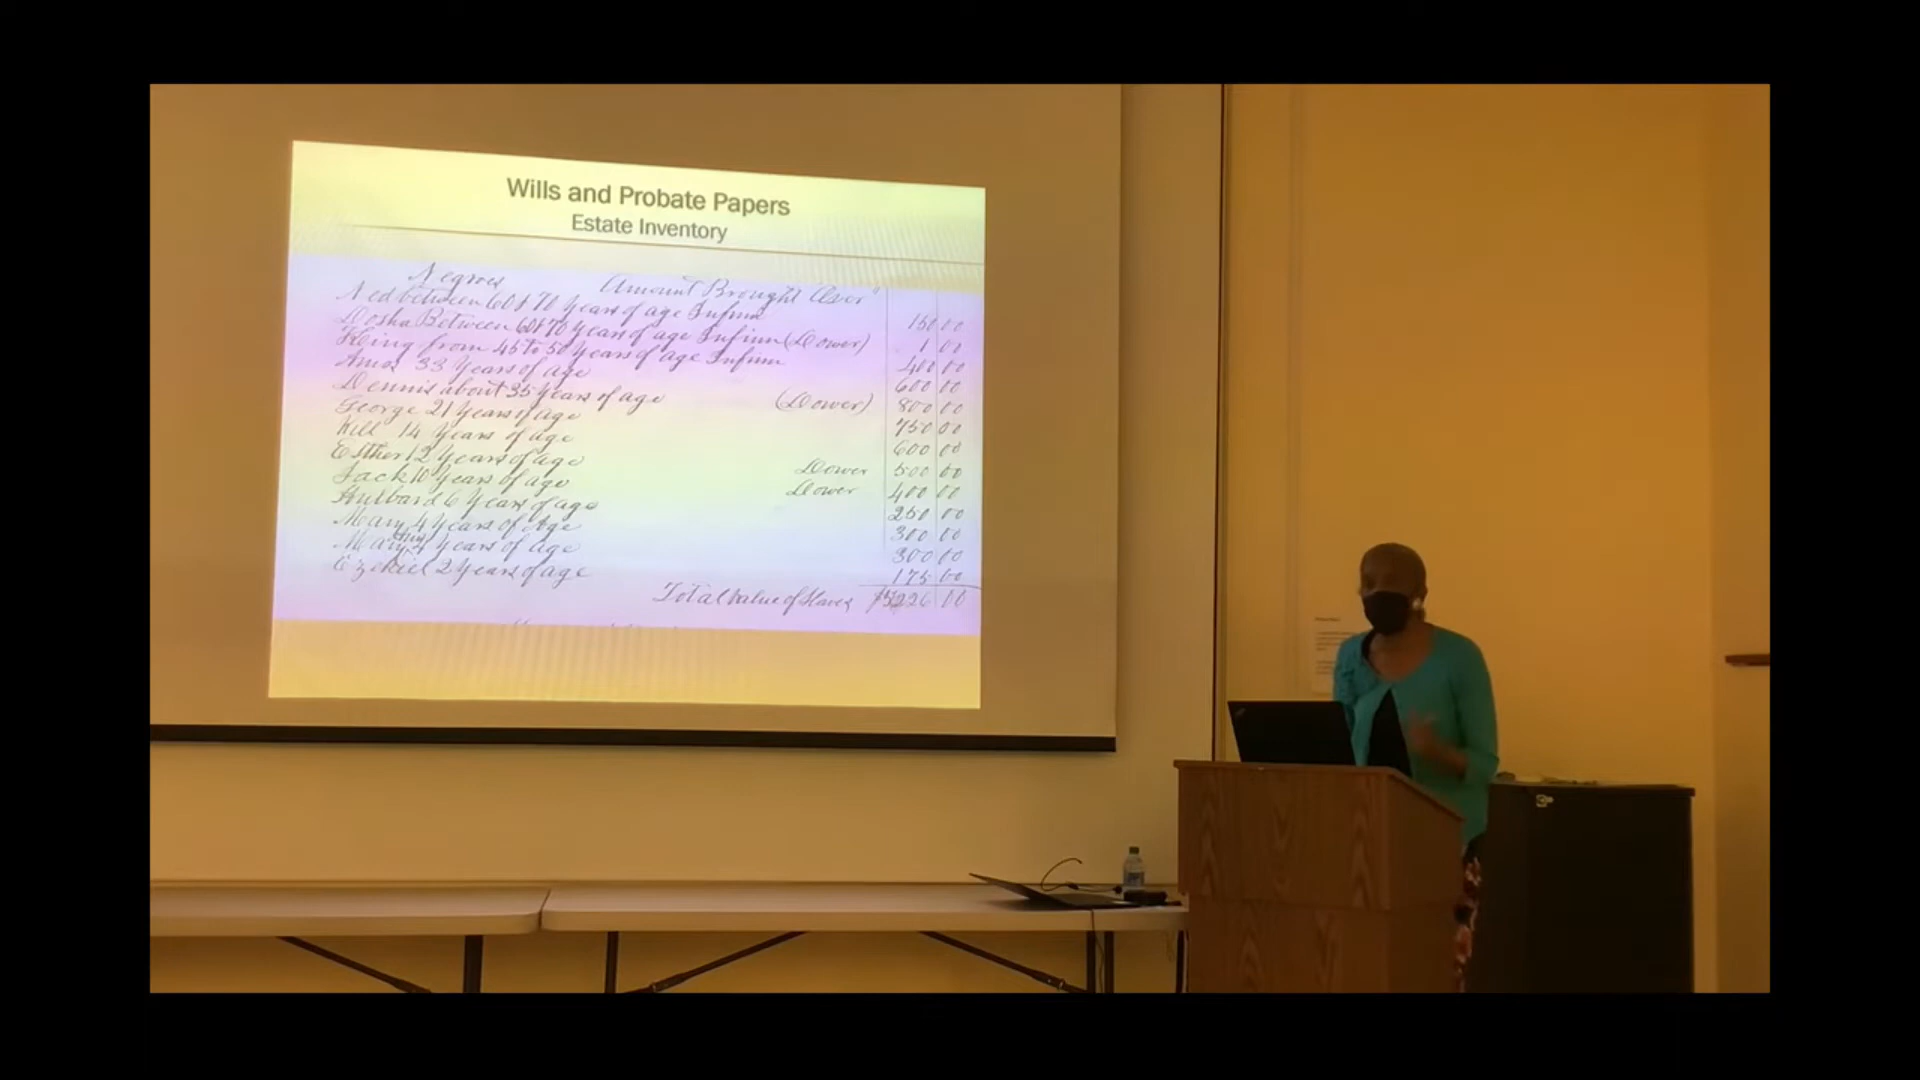 Wills and Probate Papers
Estate Inventory
Negroes Amount Brought Over"
Ned between 60 & 70 Years of age Infirm 150 00
Dosha Between 60 & 70 Years of age Infirm (Dower) 1 00
King from 45 to 50 Years of age Infirm 400 00
Amos 33 Years of age 600 00
Dennis about 35 Years of age (Dower) 800 00
George 21 Years of age 750 00
14 Years of age 600 00
Esther 12 Years of age Dower 500 00
Jack 10 Years of age Dower 400 00
6 Years of age 250 00
Mary 4 Years of Age 300 00
4 Years of age 300 00
Ezekiel 2 Years of age 175 00
Total value of Slaves 5226 00